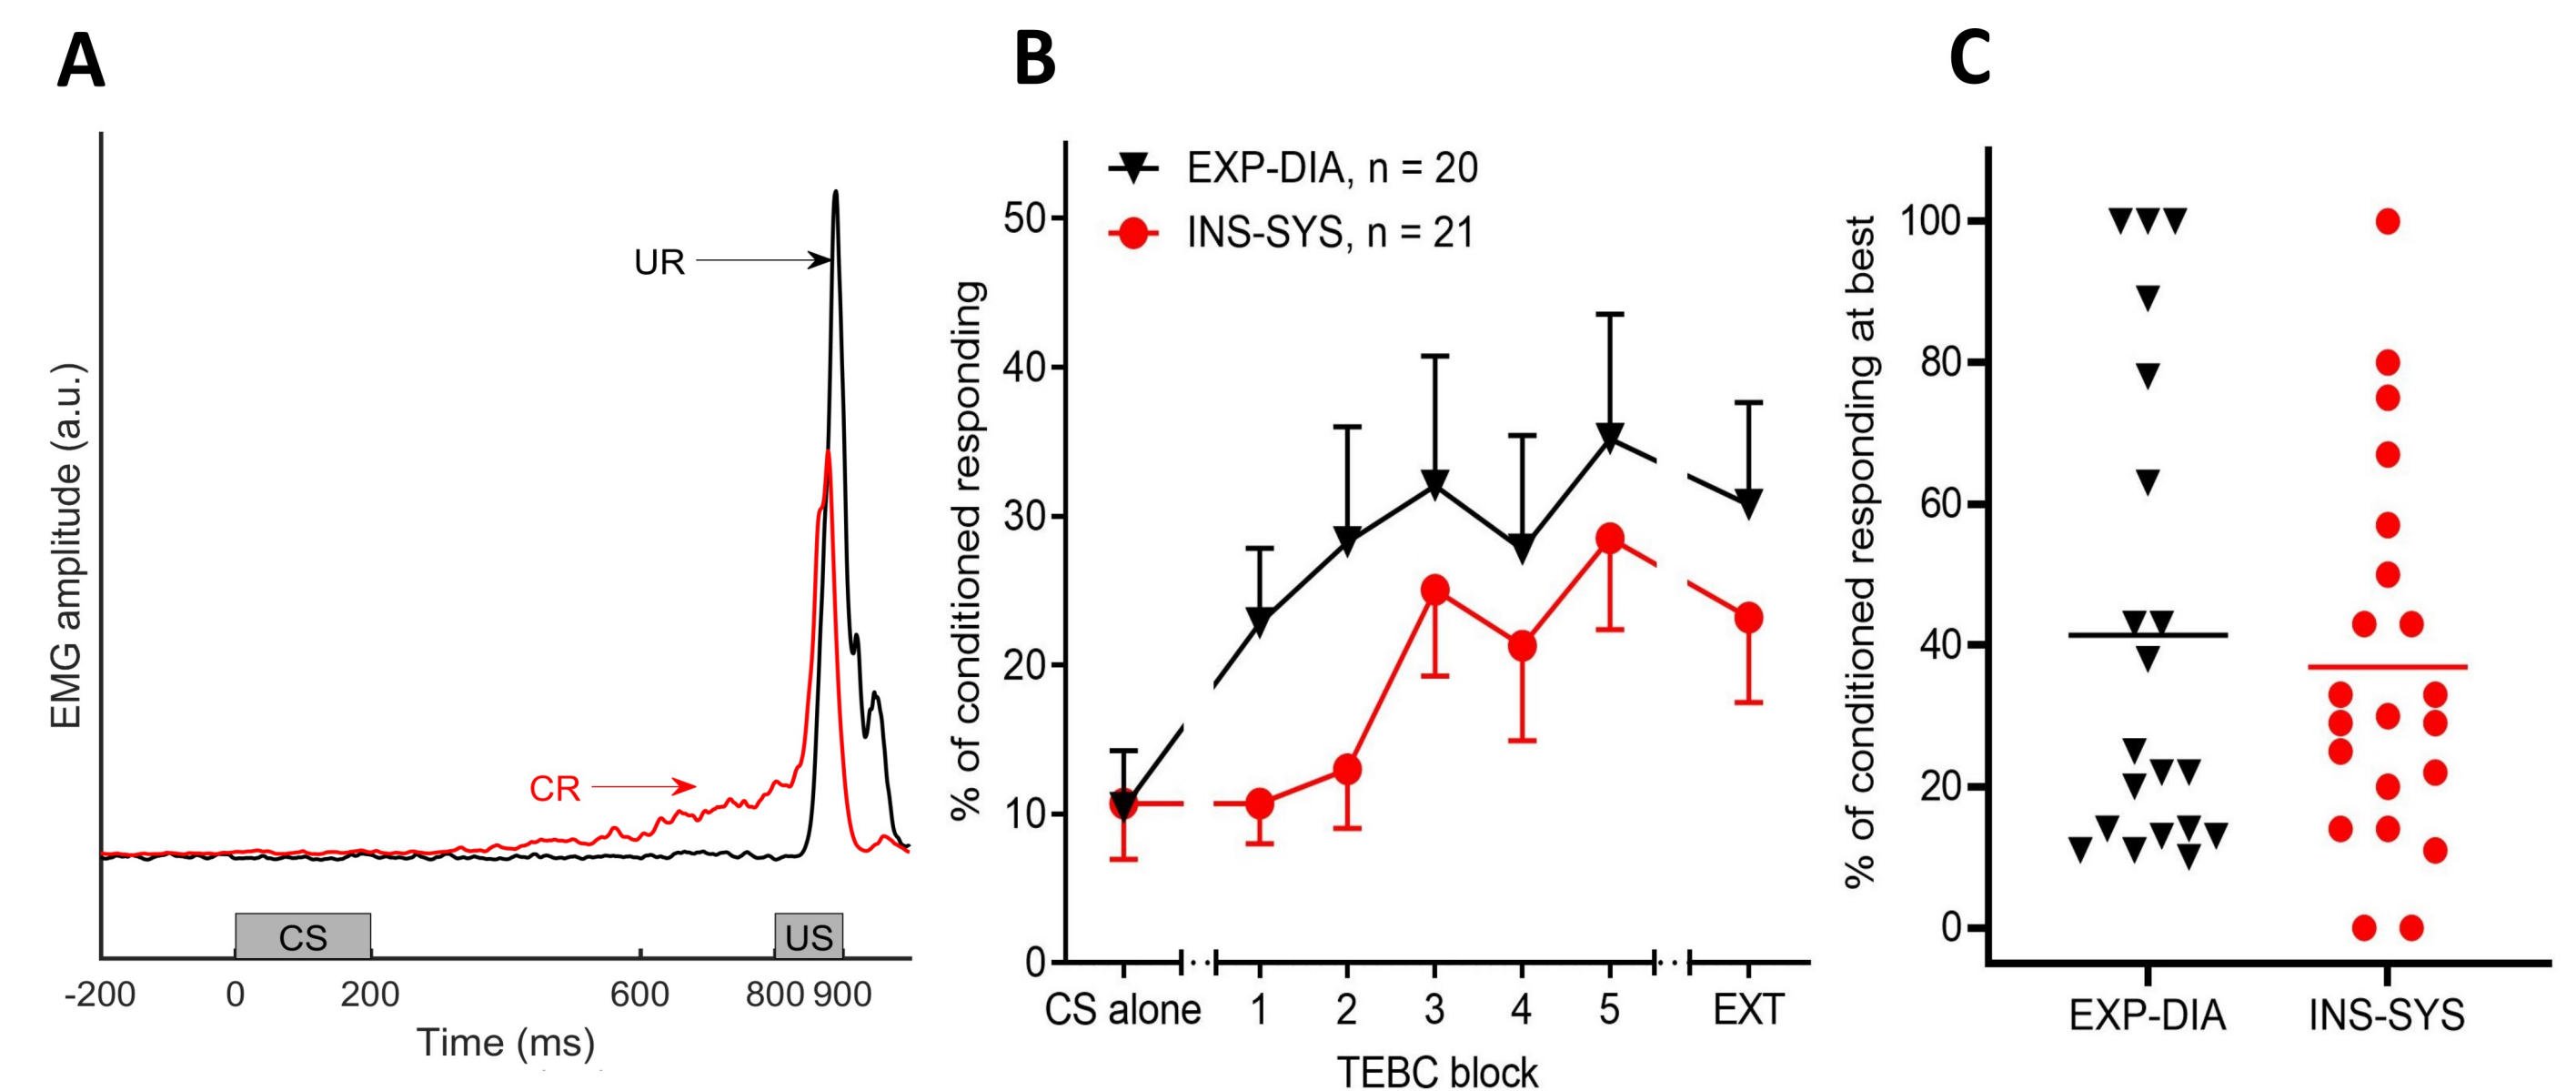 A
EMG amplitude (a.u.)
UR
CR
CS
US
-200 0 200 600 800 900
Time (ms)
B
% of conditioned responding
EXP-DIA, n = 20
INS-SYS, n = 21
50
40
30
20
10
0
CS alone 1 2 3 4 5 EXT
TEBC block
C
% of conditioned responding at best
100
80
60
40
20
0
EXP-DIA INS-SYS